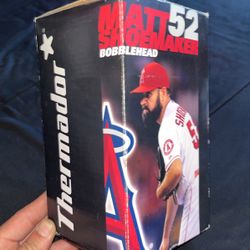 Thermador
MATT
SHOEMAKER
52
BOBBLEHEAD